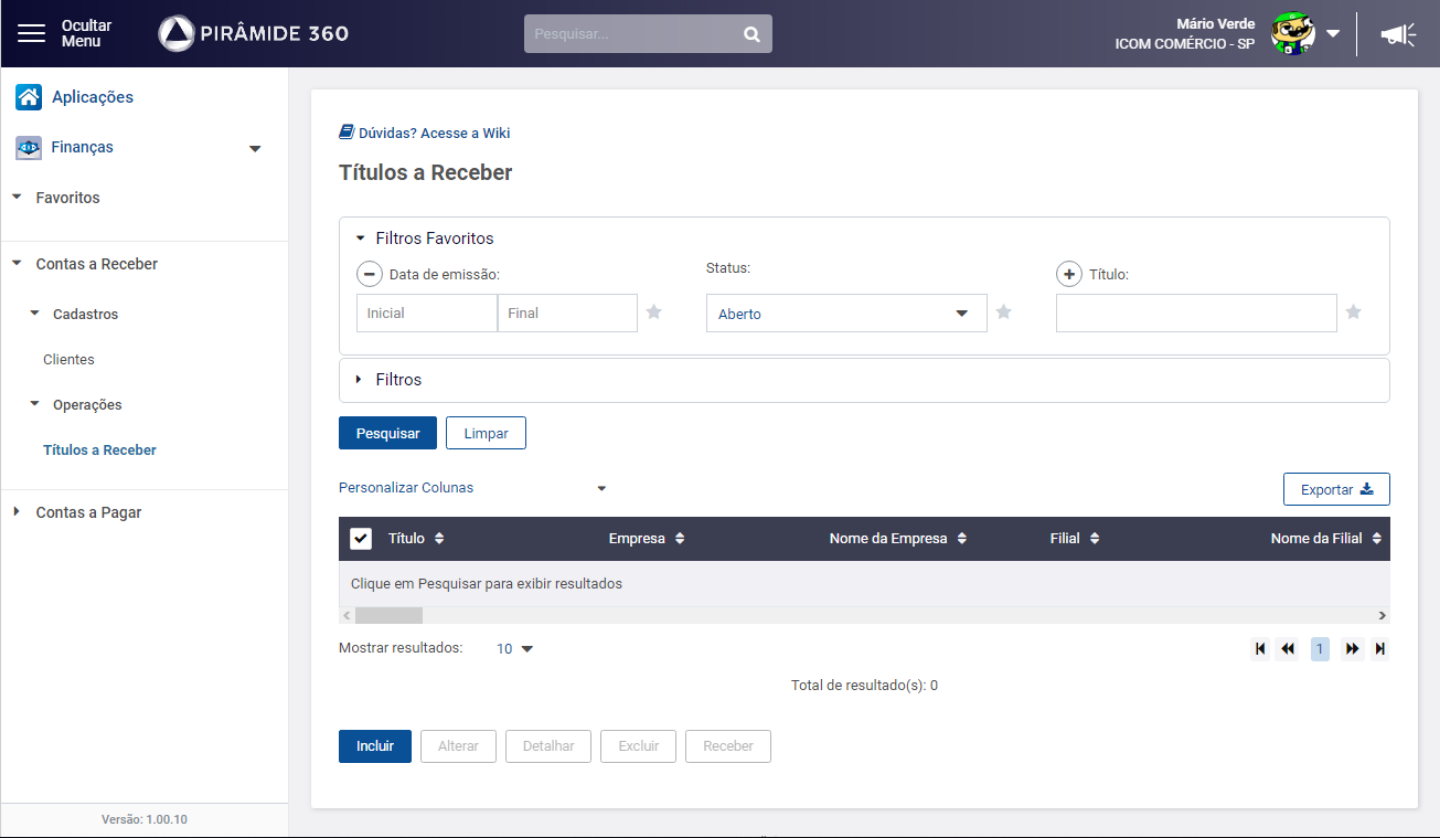 Ocultar
Menu
PIRÂMIDE 360
Pesquisar...
Mário Verde
ICOM COMÉRCIO - SP
Aplicações
Finanças
Favoritos
Contas a Receber
Cadastros
Clientes
Operações
Títulos a Receber
Contas a Pagar
Versão: 1.00.10
Dúvidas? Acesse a Wiki
Títulos a Receber
Filtros Favoritos
Data de emissão: Status: Título:
Inicial Final Aberto
Filtros
Pesquisar Limpar
Personalizar Colunas Exportar
Título Empresa Nome da Empresa Filial Nome da Filial
Clique em Pesquisar para exibir resultados
Mostrar resultados: 10 1
Total de resultado(s): 0
Incluir Alterar Detalhar Excluir Receber